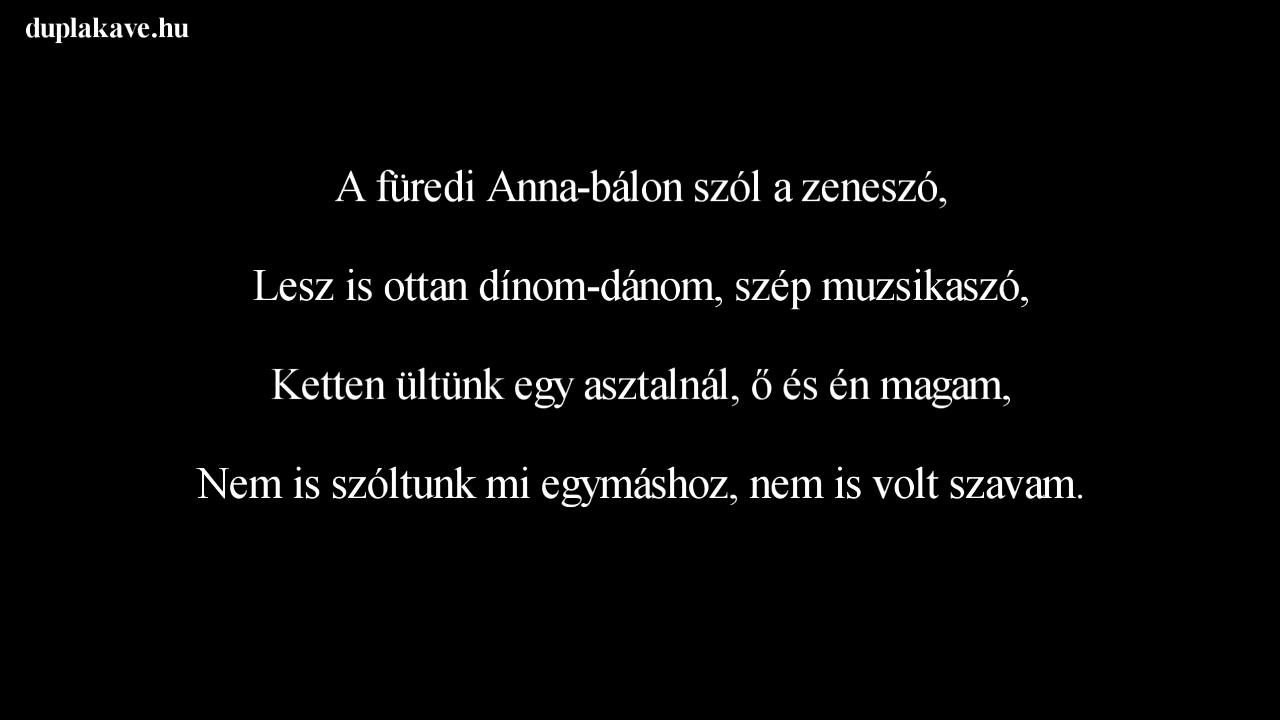 duplakave.hu
A füredi Anna-bálon szól a zeneszó,
Lesz is ottan dínom-dánom, szép muzsikaszó,
Ketten ültünk egy asztalnál, ő és én magam,
Nem is szóltunk mi egymáshoz, nem is volt szavam.